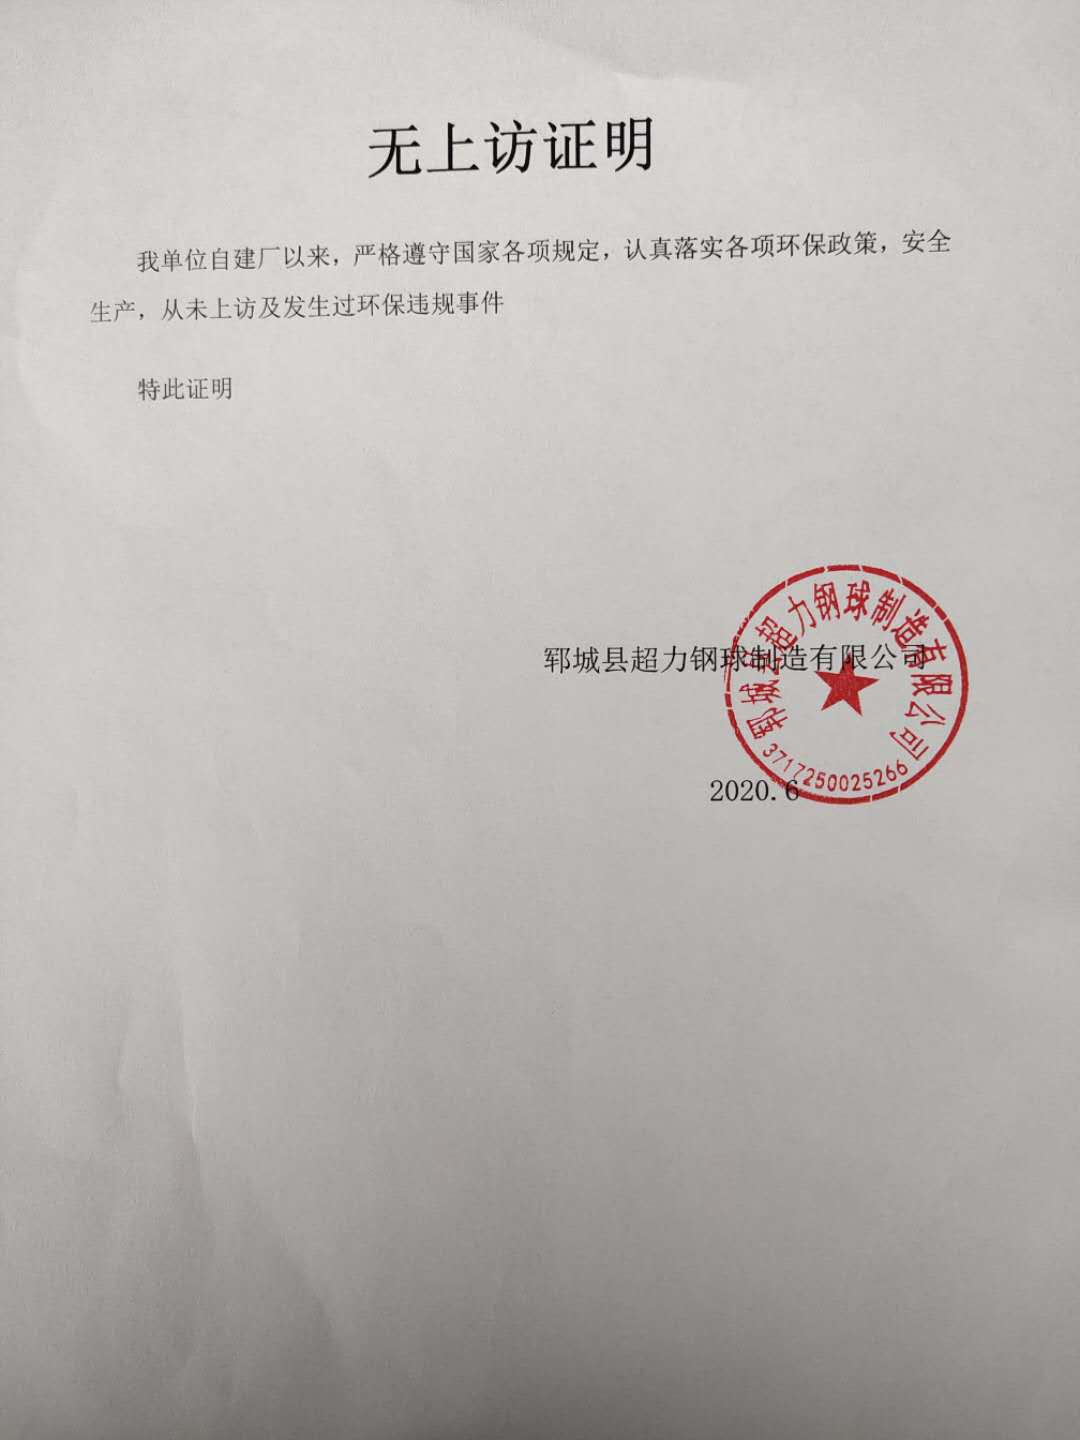 无上访证明
我单位自建厂以来，严格遵守国家各项规定，认真落实各项环保政策，安全
生产，从未上访及发生过环保违规事件
特此证明
郓城县超力钢球制造有限公司
郓城县超力钢球制造有限公司
3717250025266
2020.6